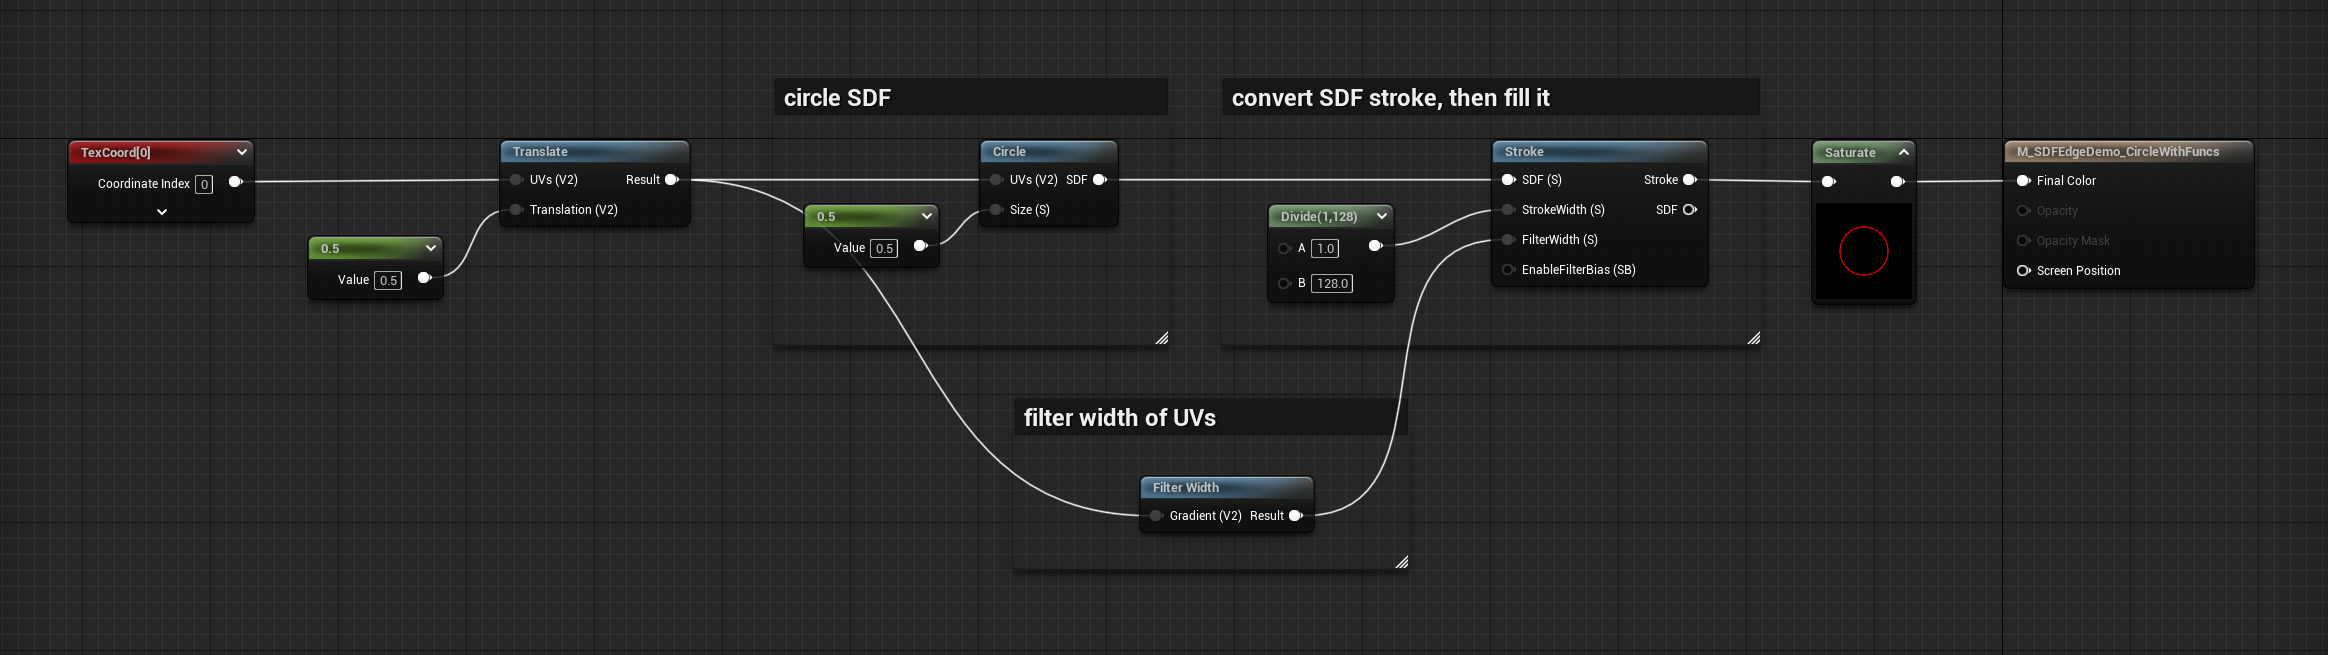 circle SDF
convert SDF stroke, then fill it
TexCoord[0]
Coordinate Index 0
0.5
Value 0.5
Translate
UVs (V2) Result
Translation (V2)
0.5
Value 0.5
Circle
UVs (V2) SDF
Size (S)
Divide(1,128)
A 1.0
B 128.0
Stroke
SDF (S) Stroke
StrokeWidth (S) SDF
FilterWidth (S)
EnableFilterBias (SB)
Saturate
M_SDFEdgeDemo_CircleWithFuncs
Final Color
Opacity
Opacity Mask
Screen Position
filter width of UVs
Filter Width
Gradient (V2) Result